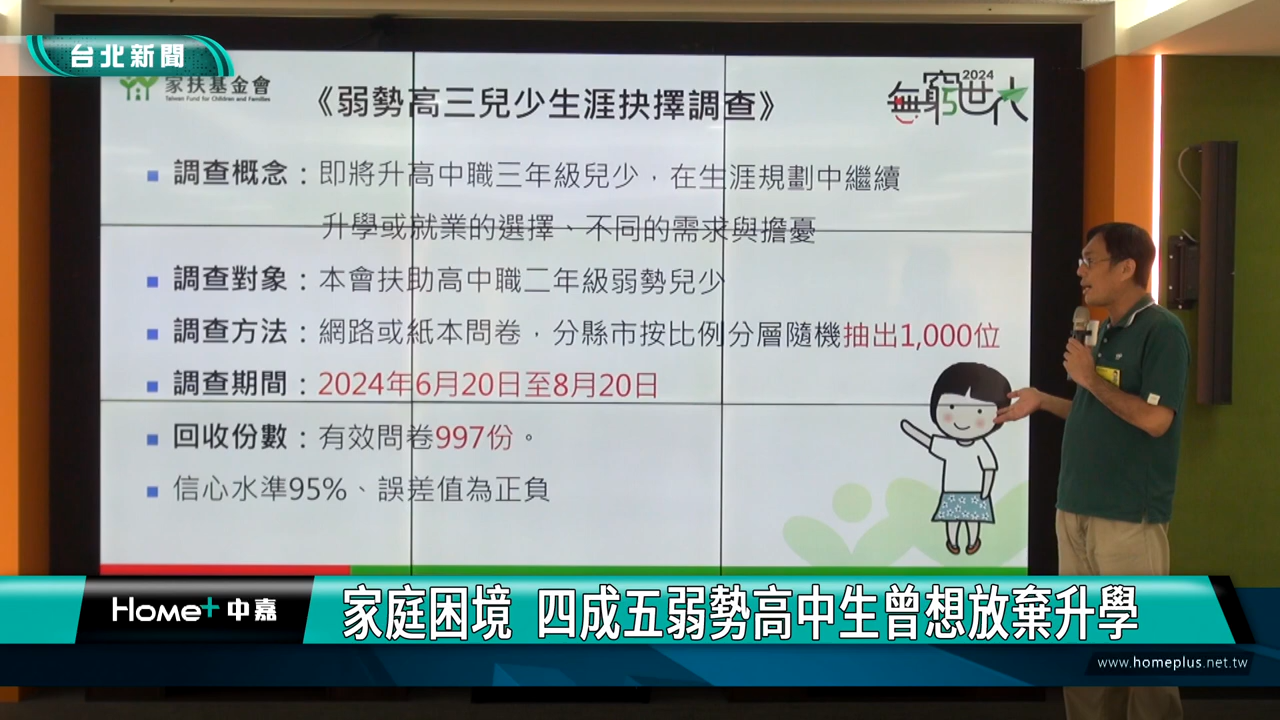 台北新聞
家扶基金會
Taiwan Fund for Children and Families
2024
無窮世代
《弱勢高三兒少生涯抉擇調查》
調查概念：即將升高中職三年級兒少，在生涯規劃中繼續
升學或就業的選擇、不同的需求與擔憂
調查對象：本會扶助高中職二年級弱勢兒少
調查方法：網路或紙本問卷，分縣市按比例分層隨機抽出1,000位
調查期間：2024年6月20日至8月20日
回收份數：有效問卷997份。
信心水準95%、誤差值為正負
Home+中嘉
家庭困境 四成五弱勢高中生曾想放棄升學
www.homeplus.net.tw